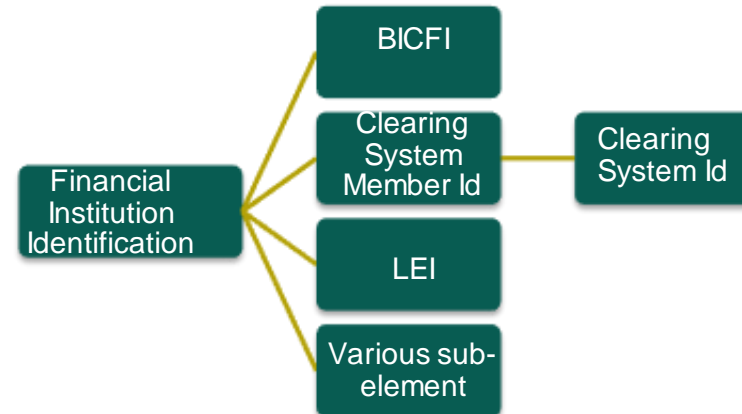 BICFI
Clearing
System
Member Id
Clearing
System Id
Financial
Institution
Identification
LEI
Various sub-
element